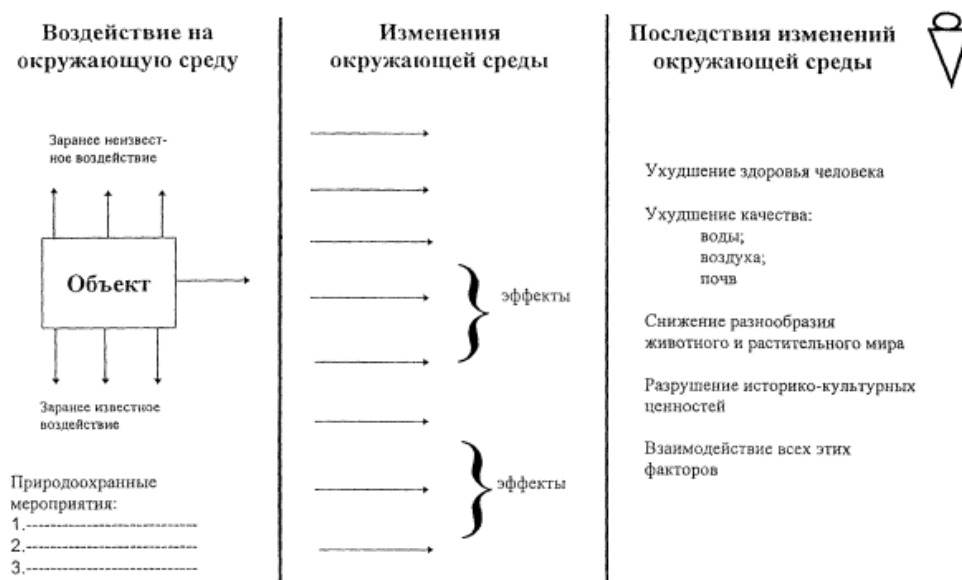 Воздействие на
окружающую среду
Заранее неизвест-
ное воздействие
Объект
Заранее известное
воздействие
Природоохранные
мероприятия:
1.-----------------------------
2.-----------------------------
3.-----------------------------
Изменения
окружающей среды
эффекты
эффекты
Последствия изменений
окружающей среды
Ухудшение здоровья человека
Ухудшение качества:
воды;
воздуха;
почв
Снижение разнообразия
животного и растительного мира
Разрушение историко-культурных
ценностей
Взаимодействие всех этих
факторов